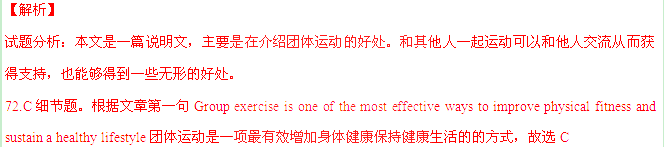 【解析】
试题分析：本文是一篇说明文，主要是在介绍团体运动的好处。和其他人一起运动可以和他人交流从而获
得支持，也能够得到一些无形的好处。
72.C 细节题。根据文章第一句 Group exercise is one of the most effective ways to improve physical fitness and
sustain a healthy lifestyle 团体运动是一项最有效增加身体健康保持健康生活的的方式，故选 C